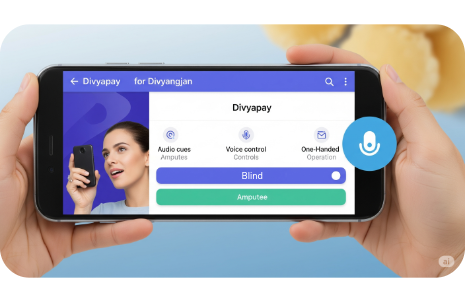 Divyapay for Divyangjan
Divyapay
Audio cues Voice control One-Handed
Amputes Controls Operation
Blind
Amputee
ai